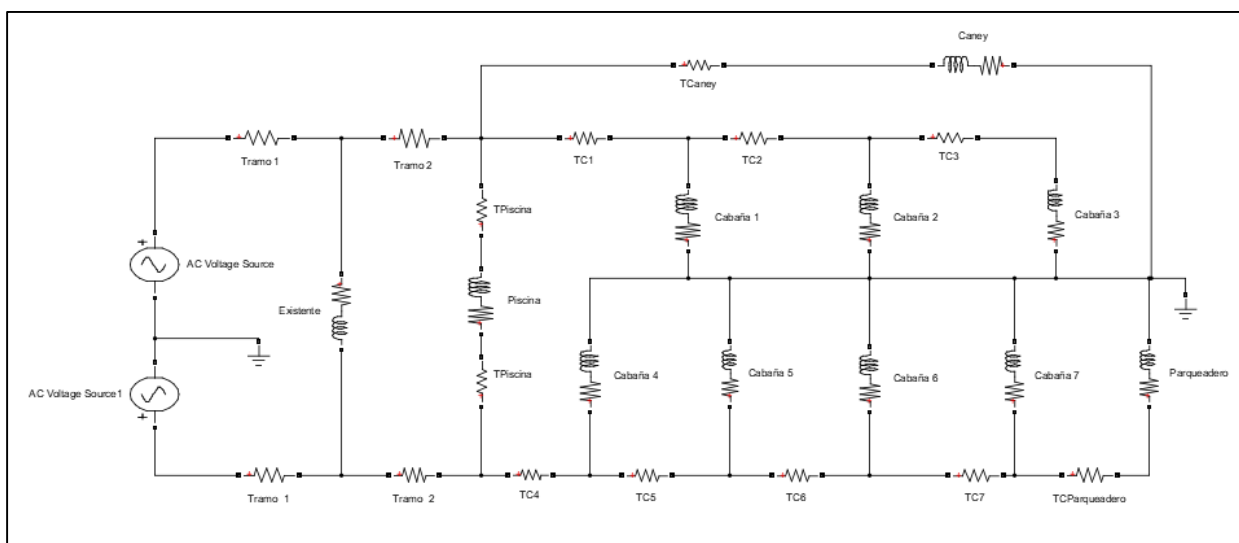 Caney
TCaney
Tramo 1
Tramo 2
TC1
TC2
TC3
TPiscina
Cabaña 1
Cabaña 2
Cabaña 3
AC Voltage Source
Existente
Piscina
TPiscina
Cabaña 4
Cabaña 5
Cabaña 6
Cabaña 7
Parqueadero
AC Voltage Source1
Tramo 1
Tramo 2
TC4
TC5
TC6
TC7
TCParqueadero